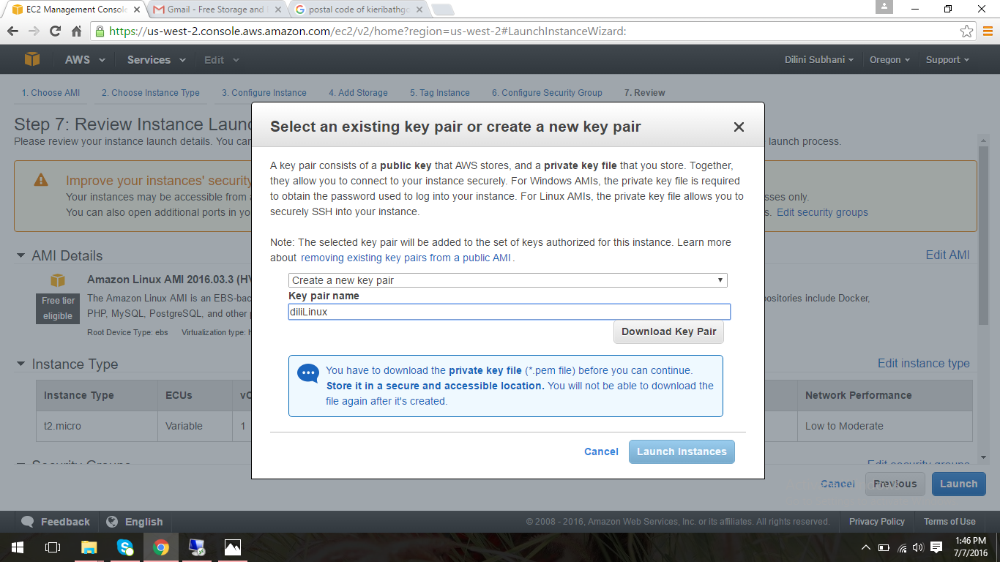 EC2 Management Console
Gmail - Free Storage and
postal code of kieribathgo
https://us-west-2.console.aws.amazon.com/ec2/v2/home?region=us-west-2#LaunchInstanceWizard:
AWS Services Edit Dilini Subhani Oregon Support
1. Choose AMI 2. Choose Instance Type 3. Configure Instance 4. Add Storage 5. Tag Instance 6. Configure Security Group 7. Review
Step 7: Review Instance Launc
Please review your instance launch details. You can launch process.
Improve your instances' security
Your instances may be accessible from sses only.
You can also open additional ports in yo s. Edit security groups
AMI Details Edit AMI
Amazon Linux AMI 2016.03.3 (HV
Free tier
eligible
The Amazon Linux AMI is an EBS-bac ositories include Docker,
PHP, MySQL, PostgreSQL, and other
Root Device Type: ebs Virtualization type: h
Instance Type Edit instance type
Instance Type ECUs vC Network Performance
t2.micro Variable 1 Low to Moderate
Security Groups Edit security groups
Cancel Previous Launch
Select an existing key pair or create a new key pair
A key pair consists of a public key that AWS stores, and a private key file that you store. Together,
they allow you to connect to your instance securely. For Windows AMIs, the private key file is required
to obtain the password used to log into your instance. For Linux AMIs, the private key file allows you to
securely SSH into your instance.
Note: The selected key pair will be added to the set of keys authorized for this instance. Learn more
about removing existing key pairs from a public AMI.
Create a new key pair
Key pair name
diliLinux
Download Key Pair
You have to download the private key file (*.pem file) before you can continue.
Store it in a secure and accessible location. You will not be able to download the
file again after it's created.
Cancel Launch Instances
Feedback English © 2008 - 2016, Amazon Web Services, Inc. or its affiliates. All rights reserved. Privacy Policy Terms of Use
1:46 PM
7/7/2016